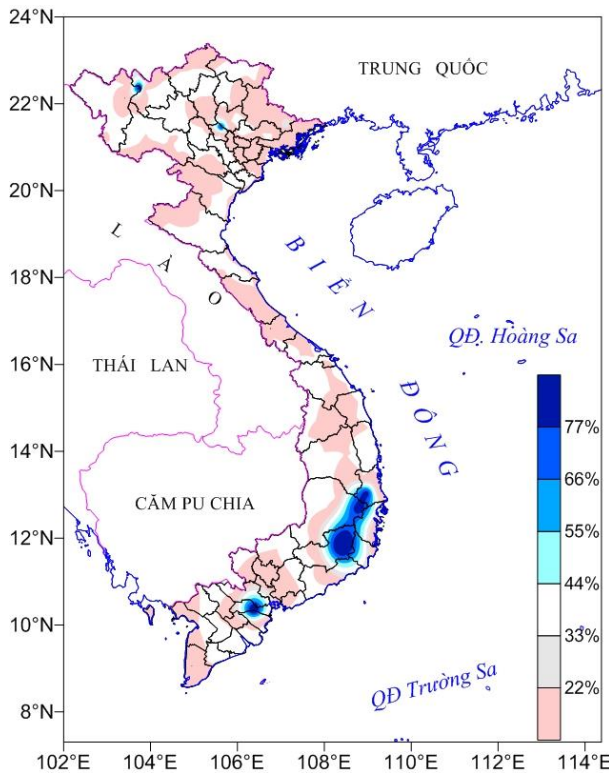 24°N
22°N
20°N
18°N
16°N
14°N
12°N
10°N
8°N
TRUNG QUỐC
LÀO
BIỂN ĐÔNG
QĐ. Hoàng Sa
THÁI LAN
CĂM PU CHIA
QĐ Trường Sa
77%
66%
55%
44%
33%
22%
102°E 104°E 106°E 108°E 110°E 112°E 114°E